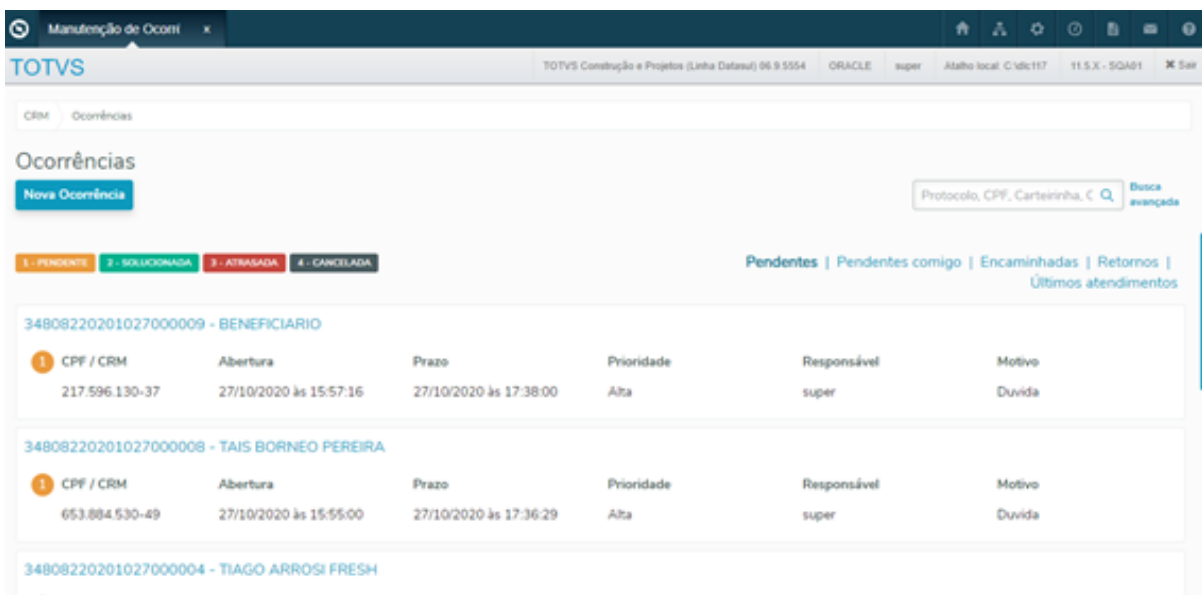 Manutenção de Ocorri x
TOTVS
TOTVS Construção e Projetos (Linha Datasul) 06.9.5554 ORACLE super Atalho local: C:\dlc117 11.5.X - SQA01 Sair
CRM Ocorrências
Ocorrências
Nova Ocorrência
Protocolo, CPF, Carteirinha, C
Busca
avançada
1 - PENDENTE 2 - SOLUCIONADA 3 - ATRASADA 4 - CANCELADA
Pendentes | Pendentes comigo | Encaminhadas | Retornos |
Últimos atendimentos
34808220201027000009 - BENEFICIARIO
1 CPF / CRM Abertura Prazo Prioridade Responsável Motivo
217.596.130-37 27/10/2020 às 15:57:16 27/10/2020 às 17:38:00 Alta super Duvida
34808220201027000008 - TAIS BORNEO PEREIRA
1 CPF / CRM Abertura Prazo Prioridade Responsável Motivo
653.884.530-49 27/10/2020 às 15:55:00 27/10/2020 às 17:36:29 Alta super Duvida
34808220201027000004 - TIAGO ARROSI FRESH